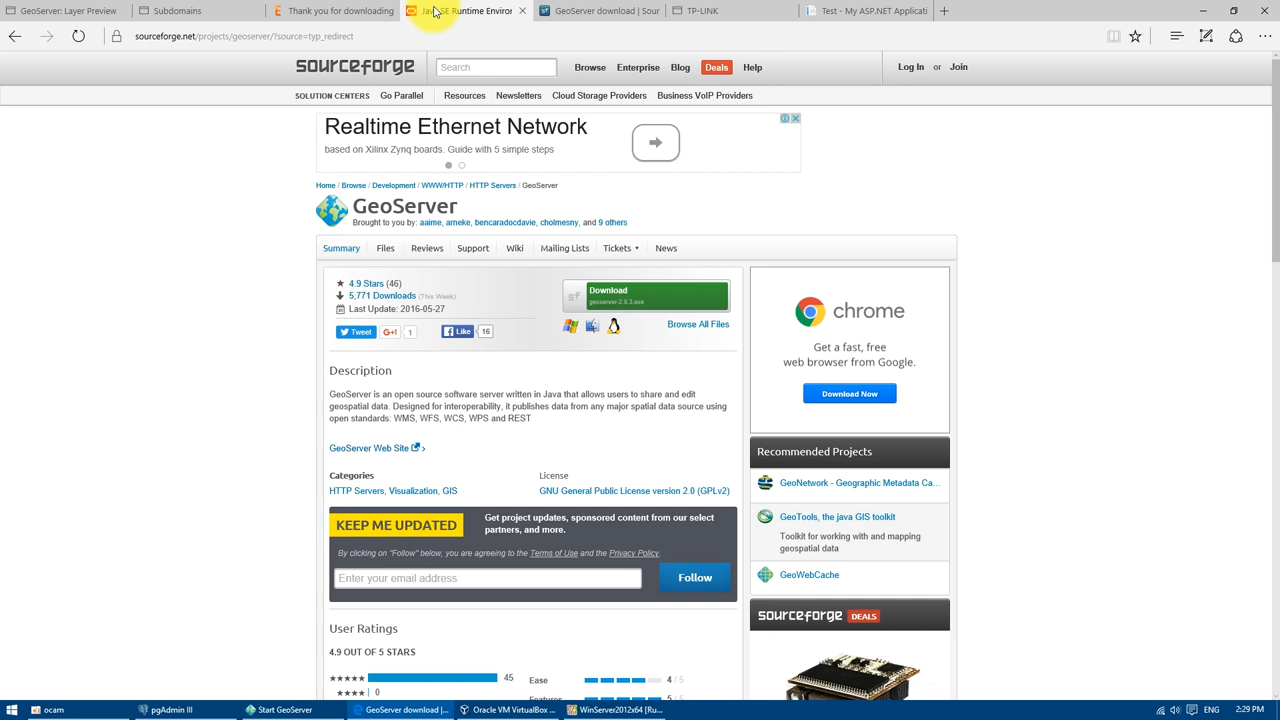 GeoServer: Layer Preview
Subdomains
Thank you for downloading
Java SE Runtime Environ
GeoServer download | Sour
TP-LINK
Test - My ASP.NET Applicati
sourceforge.net/projects/geoserver/?source=typ_redirect
sourceforge
Search
Browse
Enterprise
Blog
Deals
Help
Log In or Join
SOLUTION CENTERS
Go Parallel
Resources
Newsletters
Cloud Storage Providers
Business VoIP Providers
Realtime Ethernet Network
based on Xilinx Zynq boards. Guide with 5 simple steps
Home / Browse / Development / WWW/HTTP / HTTP Servers / GeoServer
GeoServer
Brought to you by: aaime, arneke, bencaradocdavie, cholmesny, and 9 others
Summary
Files
Reviews
Support
Wiki
Mailing Lists
Tickets
News
4.9 Stars (46)
5,771 Downloads (This Week)
Last Update: 2016-05-27
Tweet
G+1
1
Like
16
sf
Download
geoserver-2.8.3.exe
Browse All Files
Description
GeoServer is an open source software server written in Java that allows users to share and edit
geospatial data. Designed for interoperability, it publishes data from any major spatial data source using
open standards: WMS, WFS, WCS, WPS and REST
GeoServer Web Site
Categories
HTTP Servers, Visualization, GIS
License
GNU General Public License version 2.0 (GPLv2)
KEEP ME UPDATED
Get project updates, sponsored content from our select
partners, and more.
By clicking on "Follow" below, you are agreeing to the Terms of Use and the Privacy Policy.
Enter your email address
Follow
User Ratings
4.9 OUT OF 5 STARS
★★★★★ 45
★★★★ 0
Ease 4 / 5
Features 5 / 5
chrome
Get a fast, free
web browser from Google.
Download Now
Recommended Projects
GeoNetwork - Geographic Metadata Ca...
GeoTools, the java GIS toolkit
Toolkit for working with and mapping
geospatial data
GeoWebCache
sourceforge DEALS
ocam
pgAdmin III
Start GeoServer
GeoServer download |...
Oracle VM VirtualBox ...
WinServer2012x64 [Ru...
ENG
2:29 PM